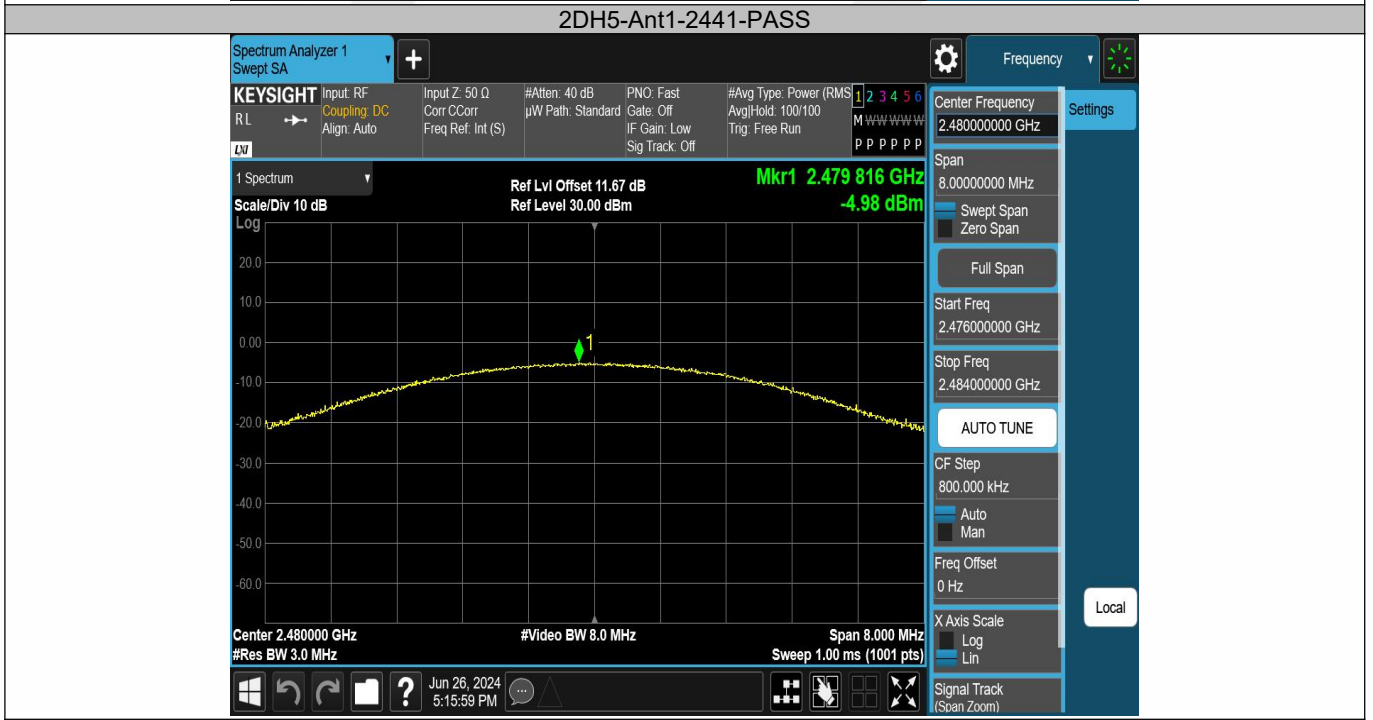 2DH5-Ant1-2441-PASS
Spectrum Analyzer 1
Swept SA
+
Frequency
KEYSIGHT
RL
LXI
Input: RF
Coupling: DC
Align: Auto
Input Z: 50 Ω
Corr CCorr
Freq Ref: Int (S)
#Atten: 40 dB
µW Path: Standard
PNO: Fast
Gate: Off
IF Gain: Low
Sig Track: Off
#Avg Type: Power (RMS
Avg|Hold: 100/100
Trig: Free Run
1 2 3 4 5 6
M W W W W W
P P P P P P
1 Spectrum
Scale/Div 10 dB
Ref Lvl Offset 11.67 dB
Ref Level 30.00 dBm
Mkr1 2.479 816 GHz
-4.98 dBm
Log
20.0
10.0
0.00
-10.0
-20.0
-30.0
-40.0
-50.0
-60.0
1
Center 2.480000 GHz
#Res BW 3.0 MHz
#Video BW 8.0 MHz
Span 8.000 MHz
Sweep 1.00 ms (1001 pts)
Jun 26, 2024
5:15:59 PM
?
Center Frequency
2.480000000 GHz
Settings
Span
8.00000000 MHz
Swept Span
Zero Span
Full Span
Start Freq
2.476000000 GHz
Stop Freq
2.484000000 GHz
AUTO TUNE
CF Step
800.000 kHz
Auto
Man
Freq Offset
0 Hz
Local
X Axis Scale
Log
Lin
Signal Track
(Span Zoom)